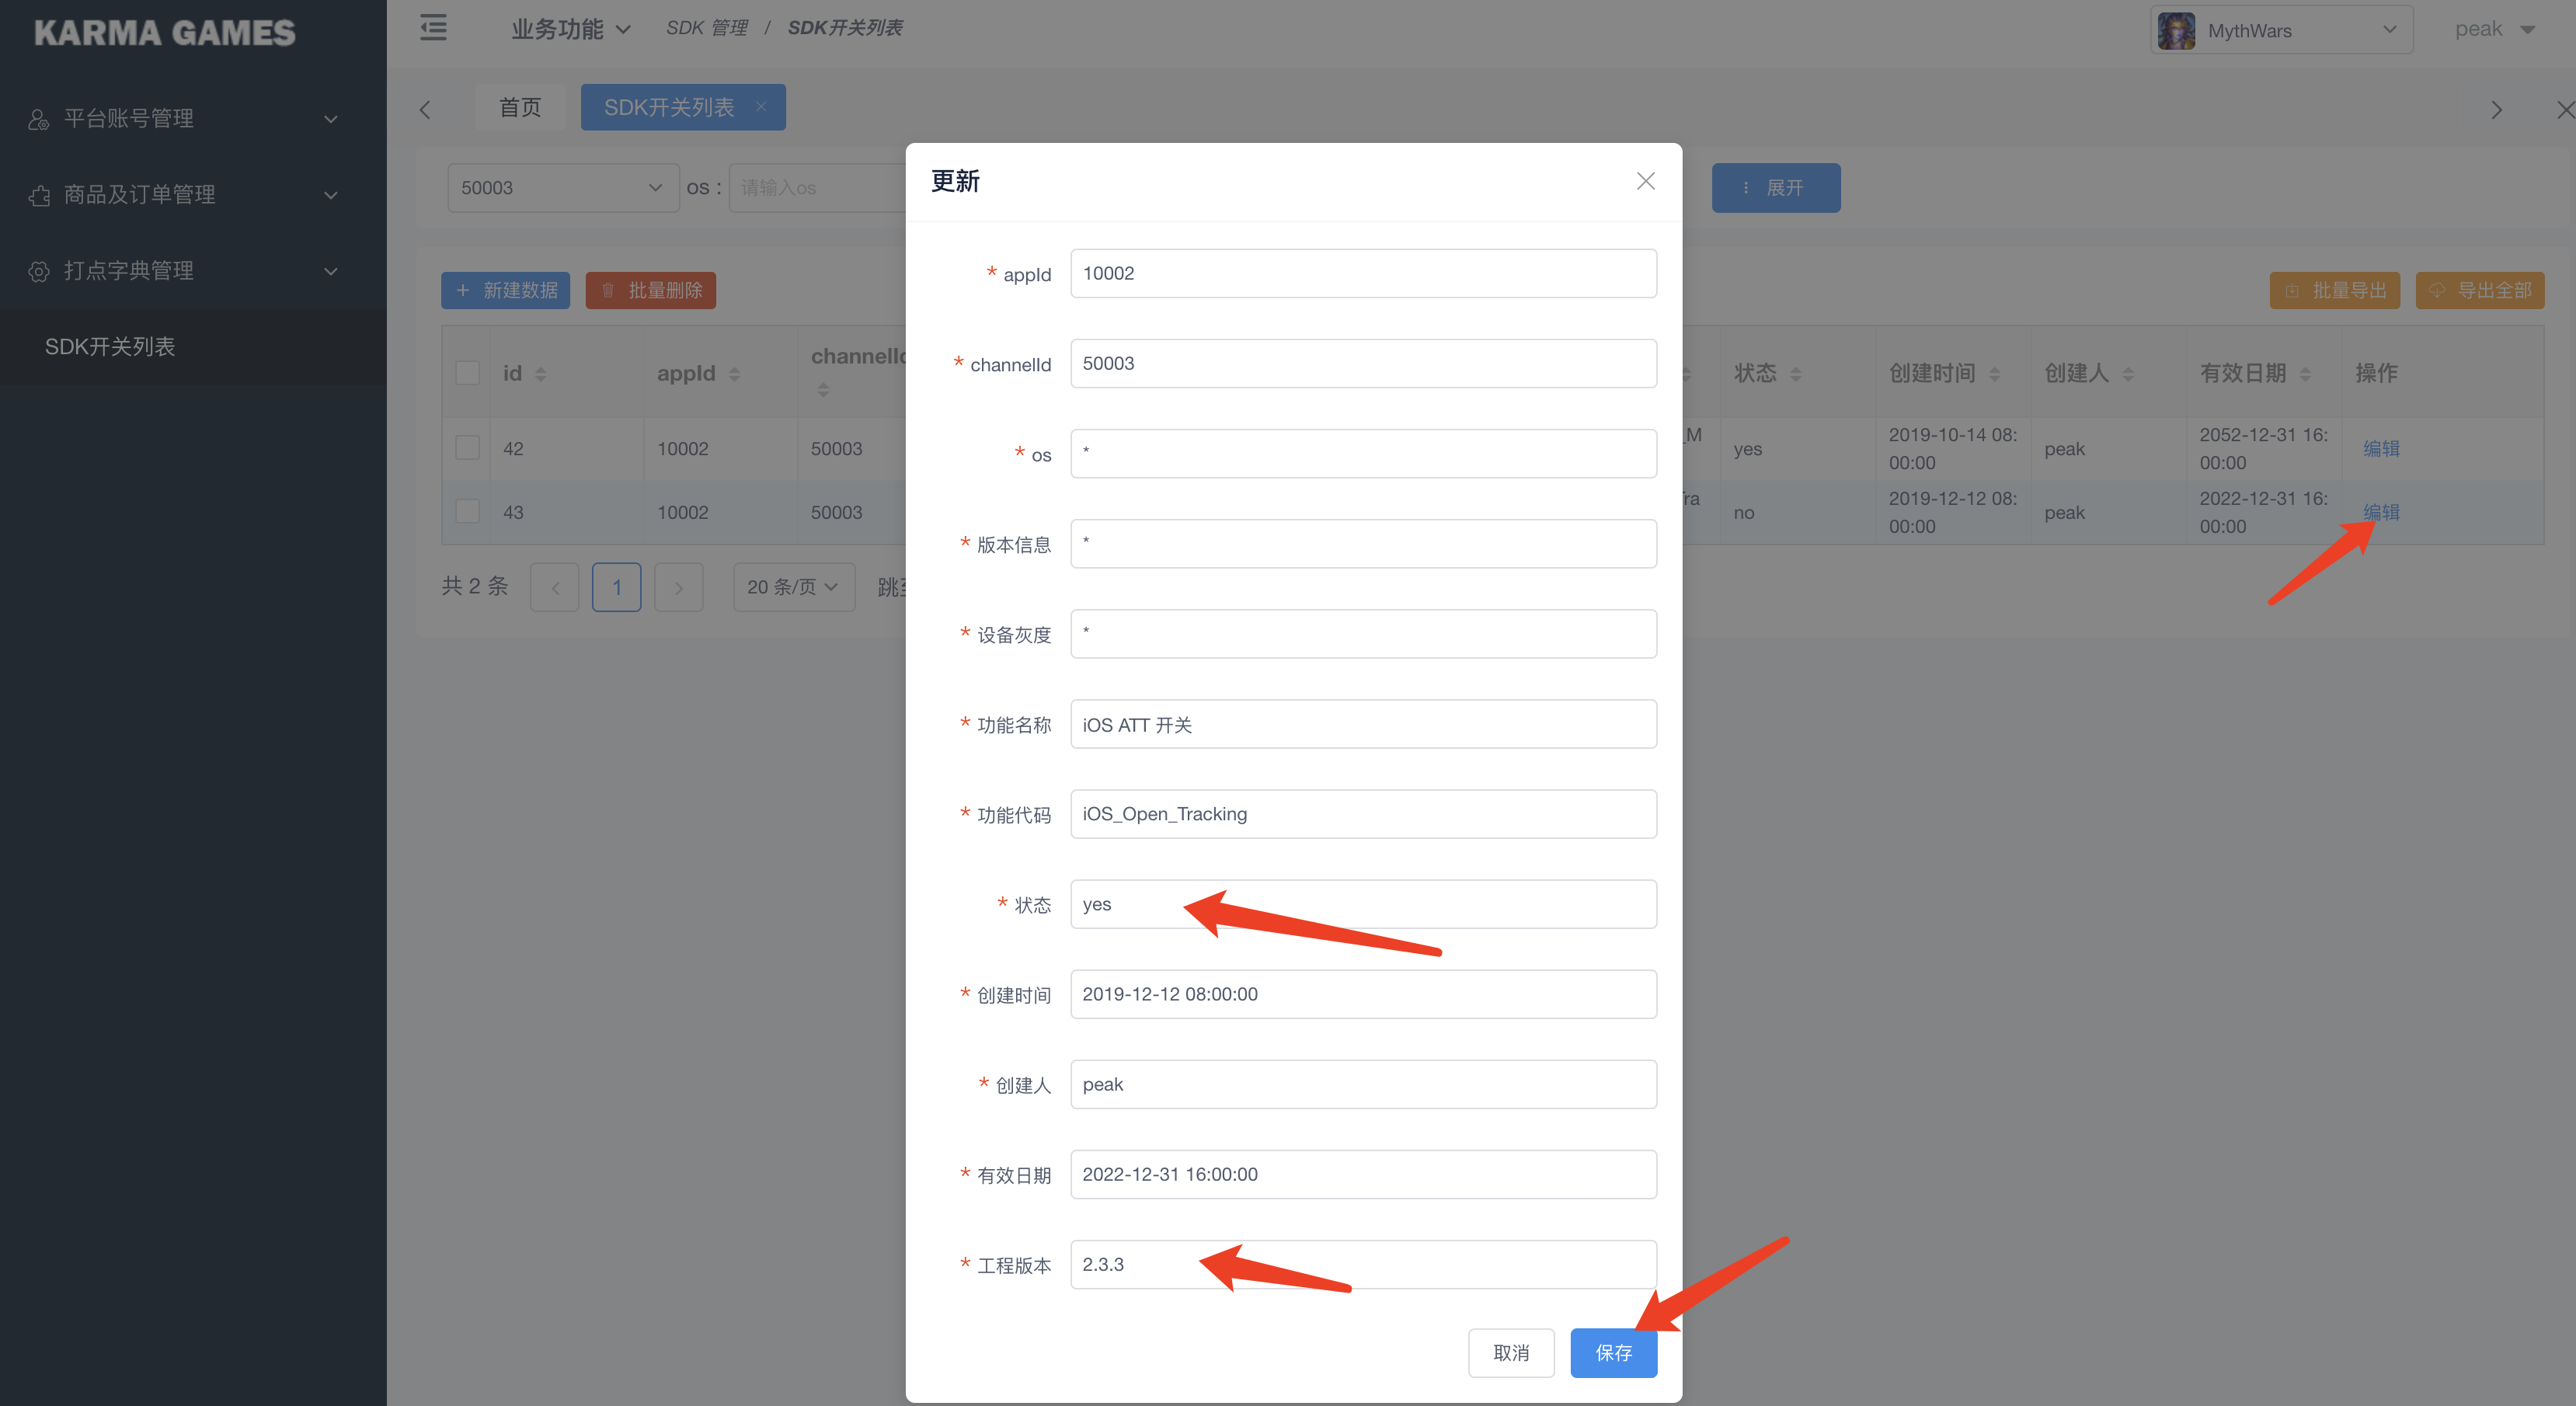 KARMA GAMES
业务功能
SDK 管理 / SDK开关列表
MythWars
peak
平台账号管理
商品及订单管理
打点字典管理
SDK开关列表
首页
SDK开关列表
50003
os :
请输入os
展开
新建数据
批量删除
批量导出
导出全部
id
appId
状态
创建时间
创建人
有效日期
操作
42
10002
50003
_M
yes
2019-10-14 08:
00:00
peak
2052-12-31 16:
00:00
编辑
43
10002
50003
no
2019-12-12 08:
00:00
peak
2022-12-31 16:
00:00
编辑
共 2 条
1
20 条/页
更新
* appId
10002
* channelId
50003
* os
*
* 版本信息
*
* 设备灰度
*
* 功能名称
iOS ATT 开关
* 功能代码
iOS_Open_Tracking
* 状态
yes
* 创建时间
2019-12-12 08:00:00
* 创建人
peak
* 有效日期
2022-12-31 16:00:00
* 工程版本
2.3.3
取消
保存